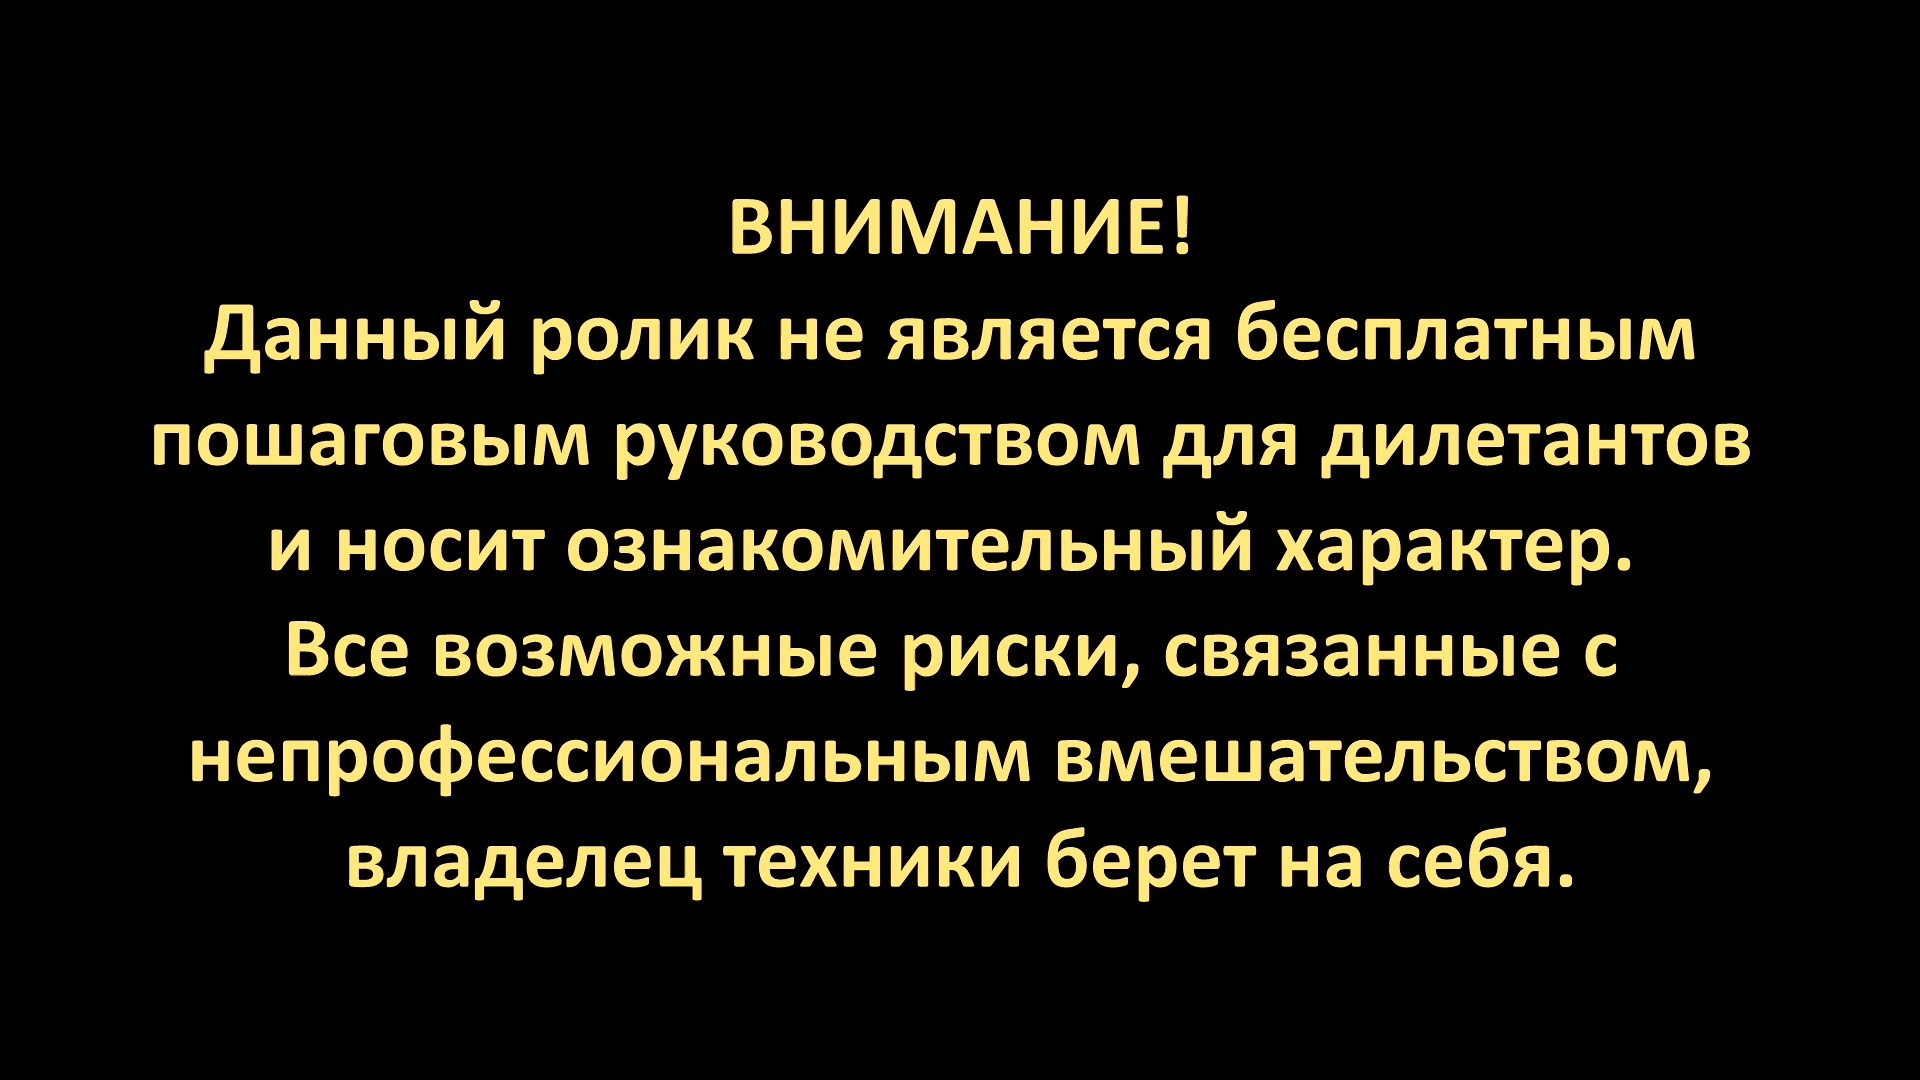 ВНИМАНИЕ!
Данный ролик не является бесплатным
пошаговым руководством для дилетантов
и носит ознакомительный характер.
Все возможные риски, связанные с
непрофессиональным вмешательством,
владелец техники берет на себя.